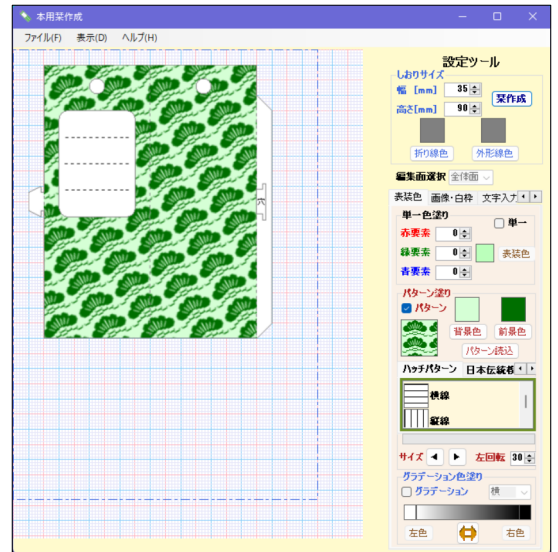 本用栞作成
ファイル(F) 表示(D) ヘルプ(H)
設定ツール
しおりサイズ
幅 [mm] 35
高さ[mm] 90
栞作成
折り線色 外形線色
編集面選択 全体面
表装色 画像・白枠 文字入力
単一色塗り
単一
赤要素 0
緑要素 0
表装色
青要素 0
パターン塗り
パターン
背景色 前景色
パターン読込
ハッチパターン 日本伝統
横線
縦線
サイズ 左回転 30
グラデーション色塗り
グラデーション 横
左色 右色
穴